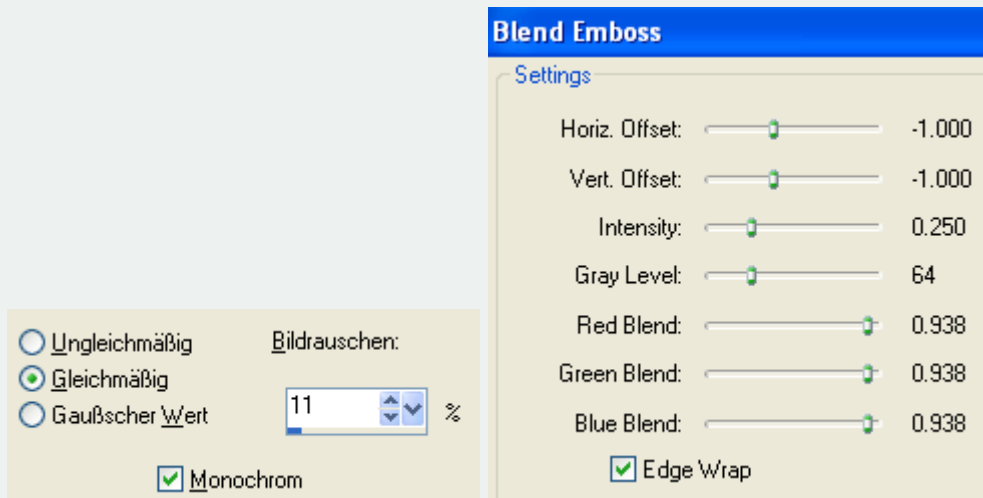 Blend Emboss
Settings
Horiz. Offset: -1.000
Vert. Offset: -1.000
Intensity: 0.250
Gray Level: 64
Red Blend: 0.938
Green Blend: 0.938
Blue Blend: 0.938
Edge Wrap
Ungleichmäßig
Bildrauschen:
Gleichmäßig
Gaußscher Wert
11 %
Monochrom